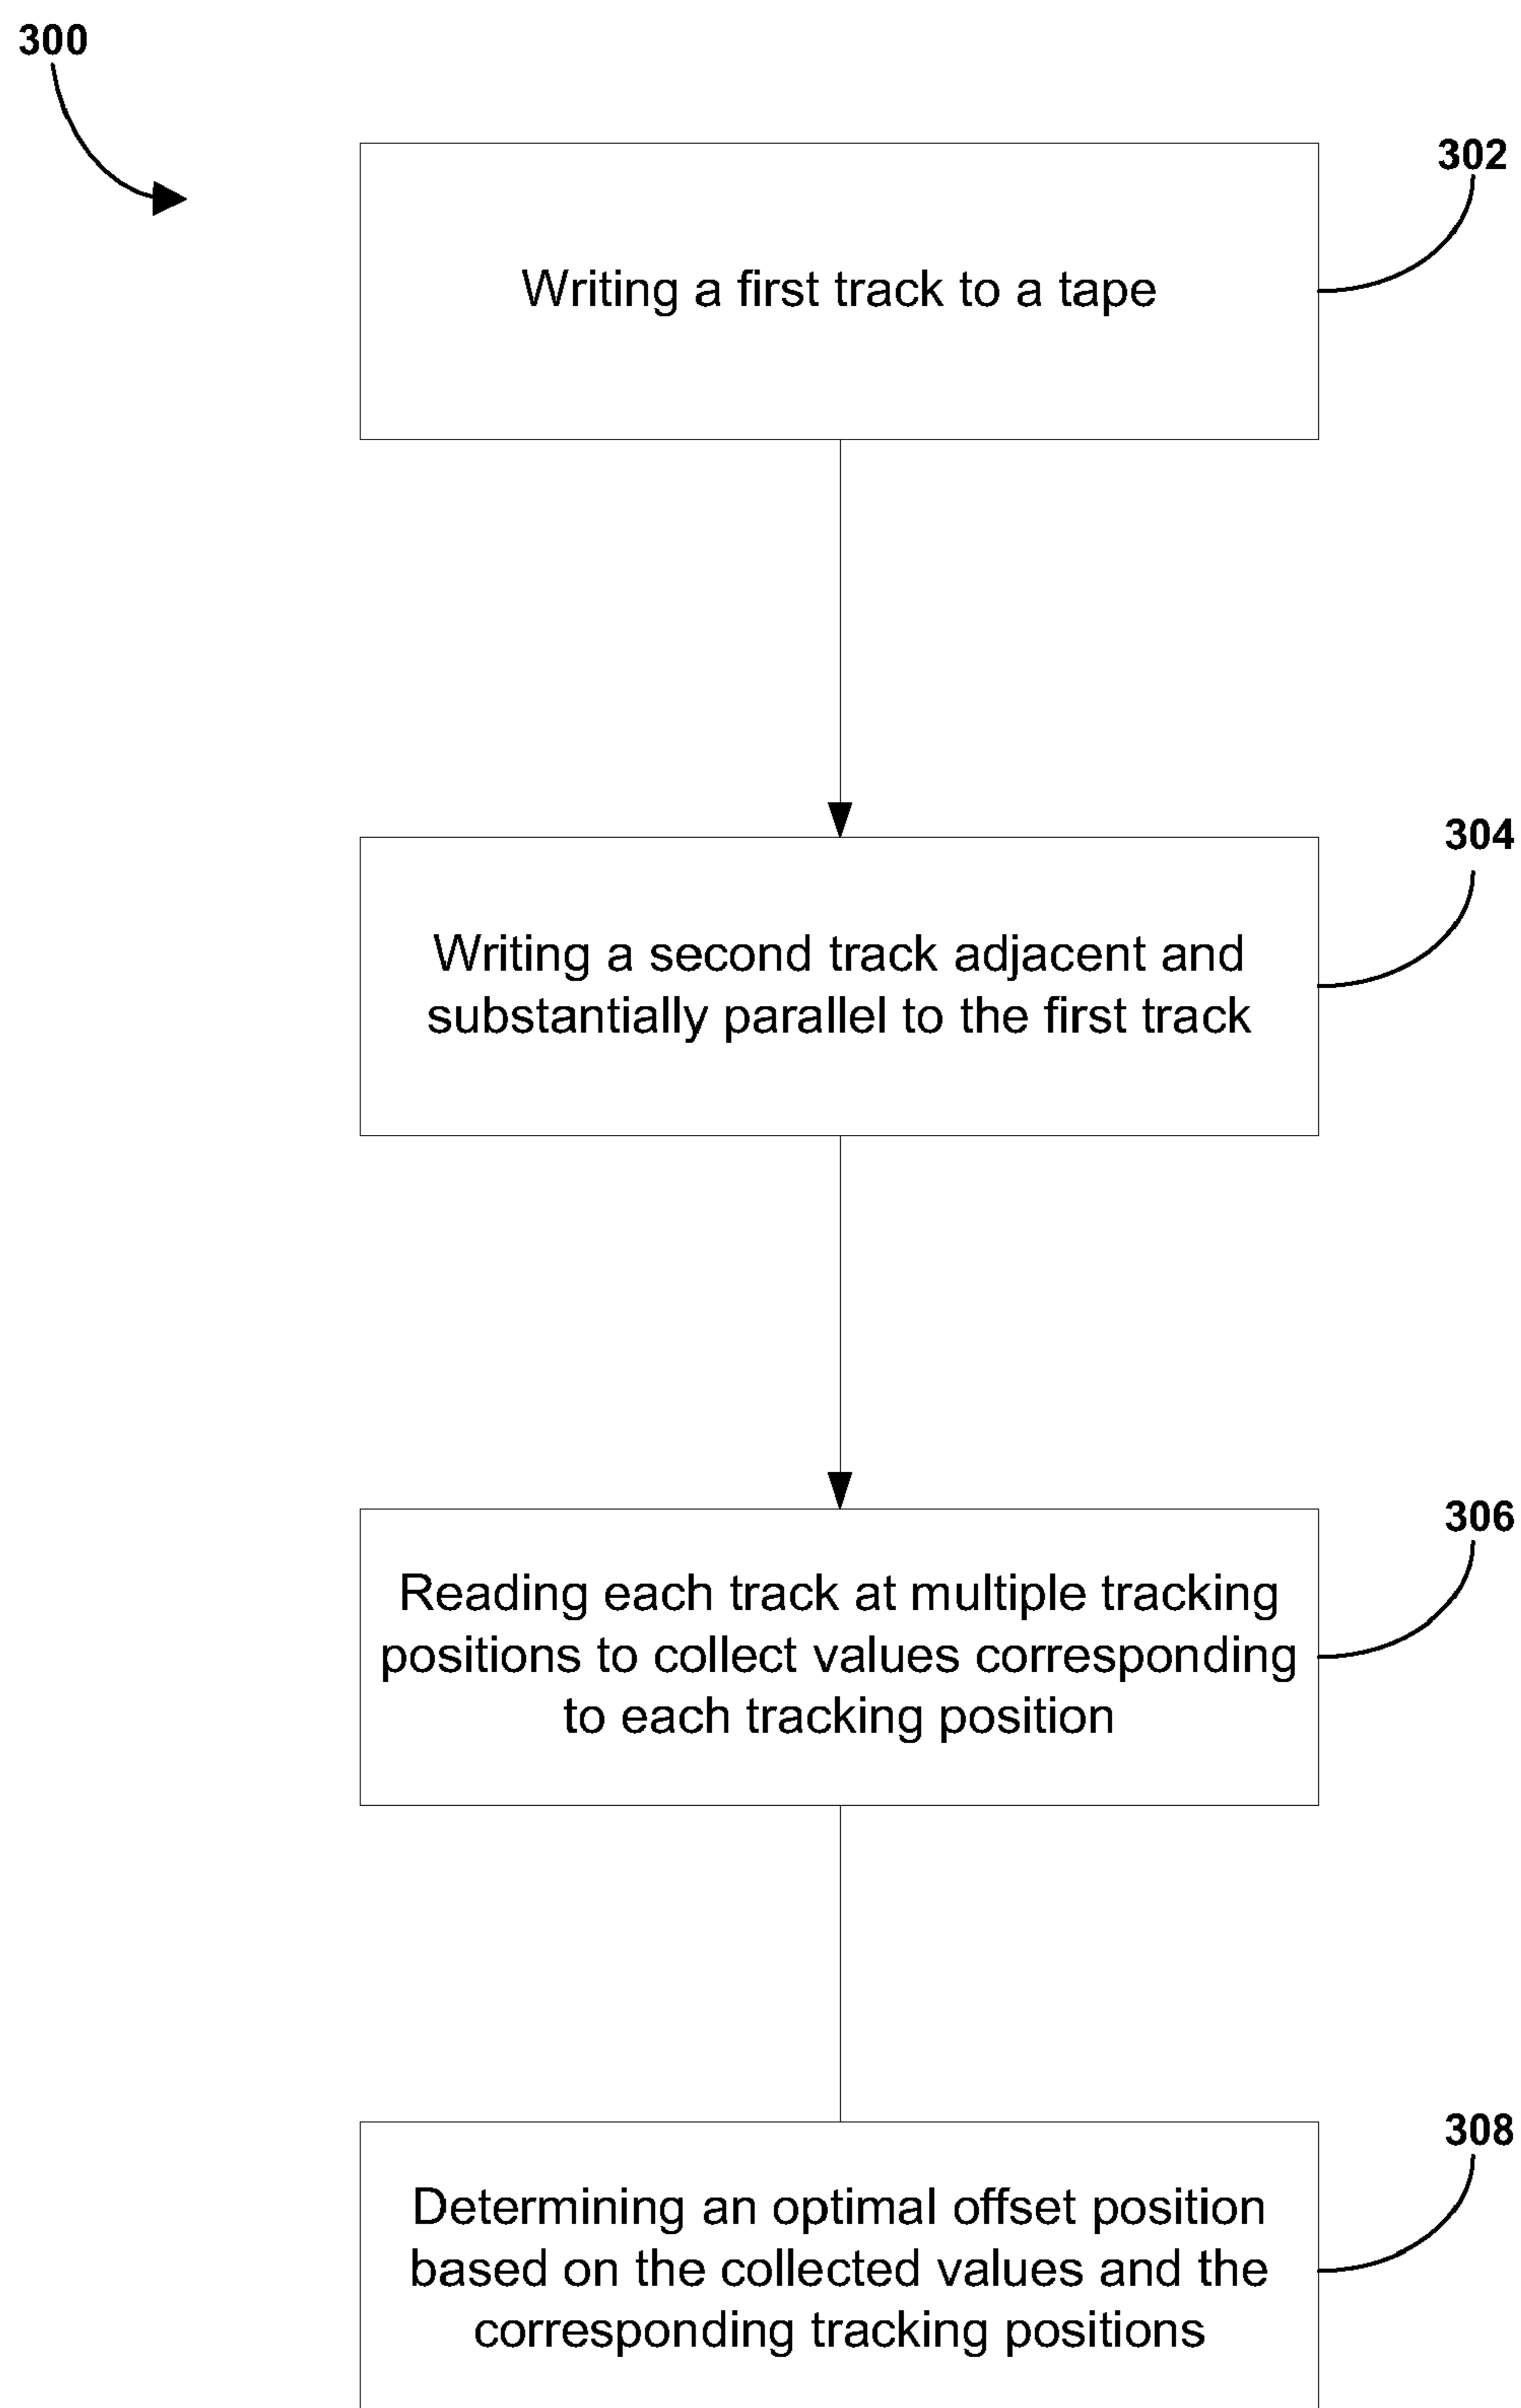 300
302
Writing a first track to a tape
304
Writing a second track adjacent and
substantially parallel to the first track
306
Reading each track at multiple tracking
positions to collect values corresponding
to each tracking position
308
Determining an optimal offset position
based on the collected values and the
corresponding tracking positions